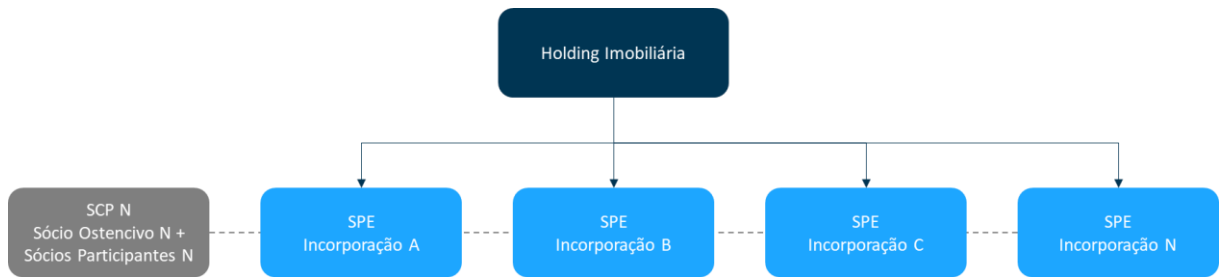 Holding Imobiliária
SCP N
Sócio Ostencivo N +
Sócios Participantes N
SPE
Incorporação A
SPE
Incorporação B
SPE
Incorporação C
SPE
Incorporação N